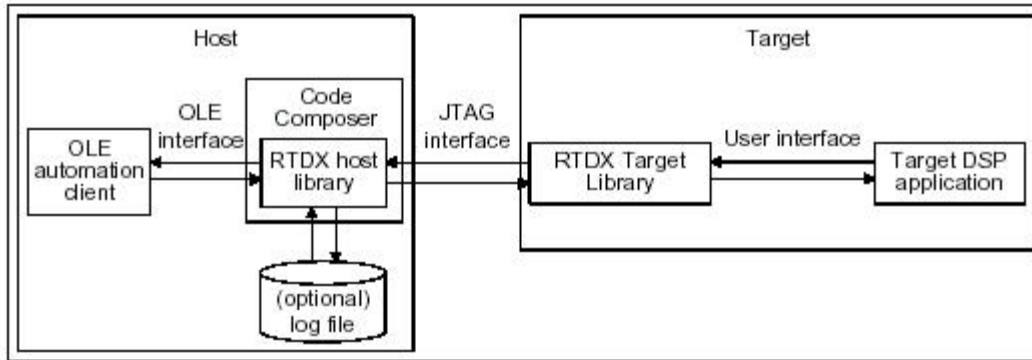 Host
Target
Code
Composer
OLE
interface
JTAG
interface
User interface
OLE
automation
client
RTDX host
library
RTDX Target
Library
Target DSP
application
(optional)
log file